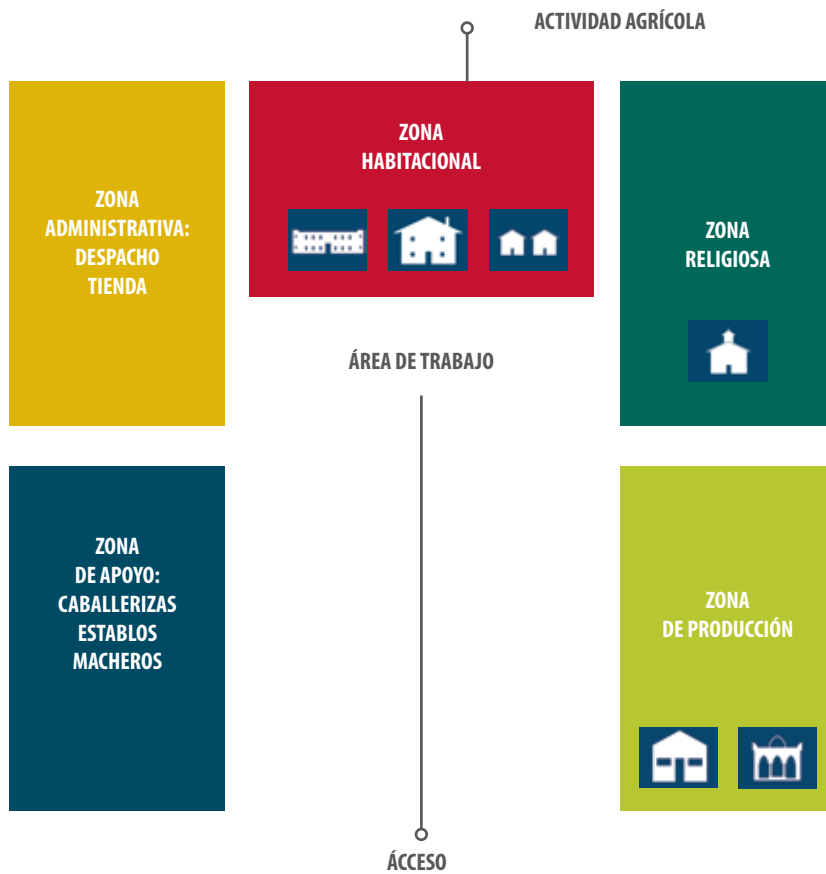 ACTIVIDAD AGRÍCOLA
ZONA
ADMINISTRATIVA:
DESPACHO
TIENDA
ZONA
HABITACIONAL
ZONA
RELIGIOSA
ÁREA DE TRABAJO
ZONA
DE APOYO:
CABALLERIZAS
ESTABLOS
MACHEROS
ZONA
DE PRODUCCIÓN
ÁCCESO